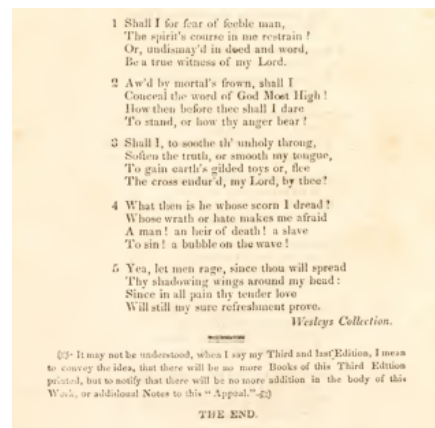 1 Shall I for fear of feeble man,
The spirit's course in me restrain?
Or, undismay'd in deed and word,
Be a true witness of my Lord.
2 Aw'd by mortal's frown, shall I
Conceal the word of God Most High!
How then before thee shall I dare
To stand, or how thy anger bear?
3 Shall I, to soothe th' unholy throng,
Soften the truth, or smooth my tongue,
To gain earth's gilded toys or, flee
The cross endur'd, my Lord, by thee?
4 What then is he whose scorn I dread?
Whose wrath or hate makes me afraid
A man! an heir of death! a slave
To sin! a bubble on the wave!
5 Yea, let men rage, since thou will spread
Thy shadowing wings around my head:
Since in all pain thy tender love
Will still my sure refreshment prove.
Wesleys Collection.
☞ It may not be understood, when I say my Third and last Edition, I mean
to convey the idea, that there will be no more Books of this Third Edtion
printed, but to notify that there will be no more addition in the body of this
Work, or additional Notes to this "Appeal."☜
THE END.